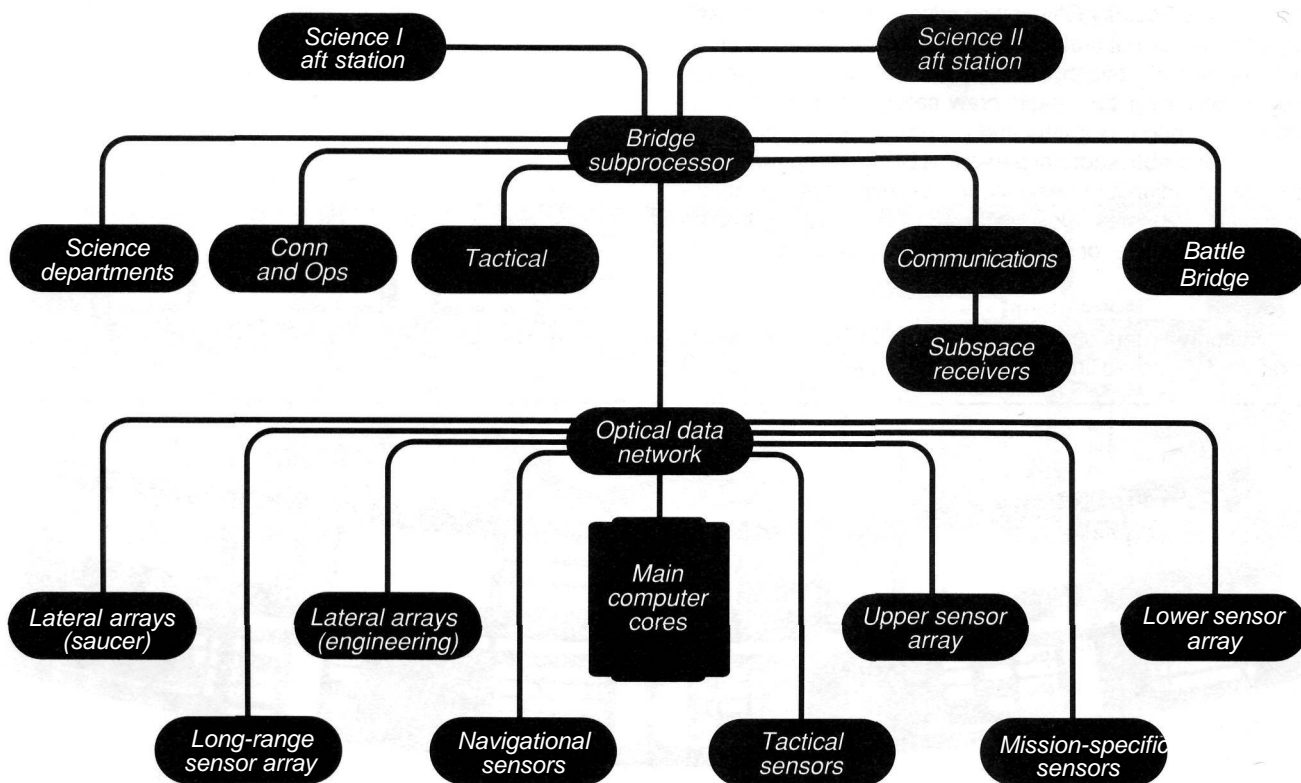 Science I
aft station
Science II
aft station
Bridge
subprocessor
Science
departments
Conn
and Ops
Tactical
Communications
Battle
Bridge
Subspace
receivers
Optical data
network
Main
computer
cores
Lateral arrays
(saucer)
Lateral arrays
(engineering)
Upper sensor
array
Lower sensor
array
Long-range
sensor array
Navigational
sensors
Tactical
sensors
Mission-specific
sensors